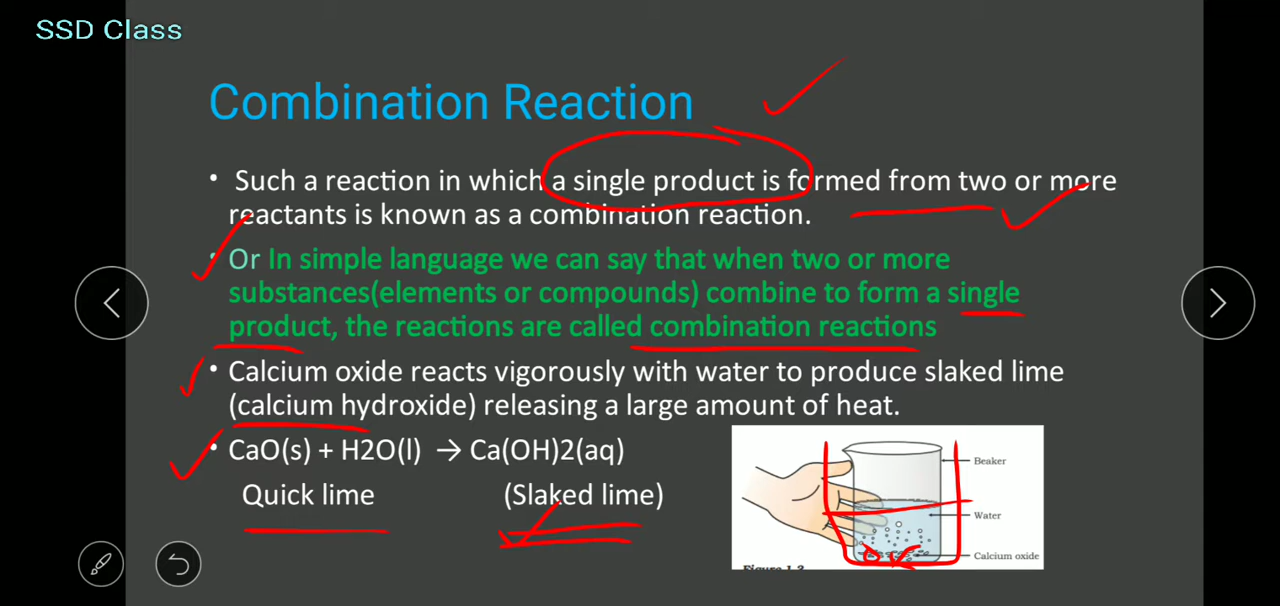 SSD Class
Combination Reaction
• Such a reaction in which a single product is formed from two or more
reactants is known as a combination reaction.
• Or In simple language we can say that when two or more
substances(elements or compounds) combine to form a single
product, the reactions are called combination reactions
• Calcium oxide reacts vigorously with water to produce slaked lime
(calcium hydroxide) releasing a large amount of heat.
• CaO(s) + H2O(l) → Ca(OH)2(aq)
Quick lime (Slaked lime)
Beaker
Water
Calcium oxide
Figure 1.3